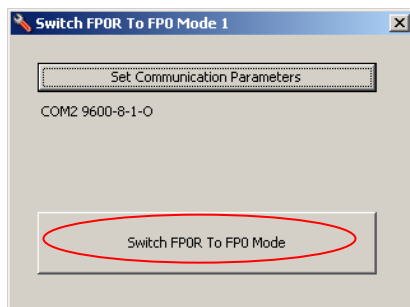 Switch FP0R To FP0 Mode 1
Set Communication Parameters
COM2 9600-8-1-O
Switch FP0R To FP0 Mode